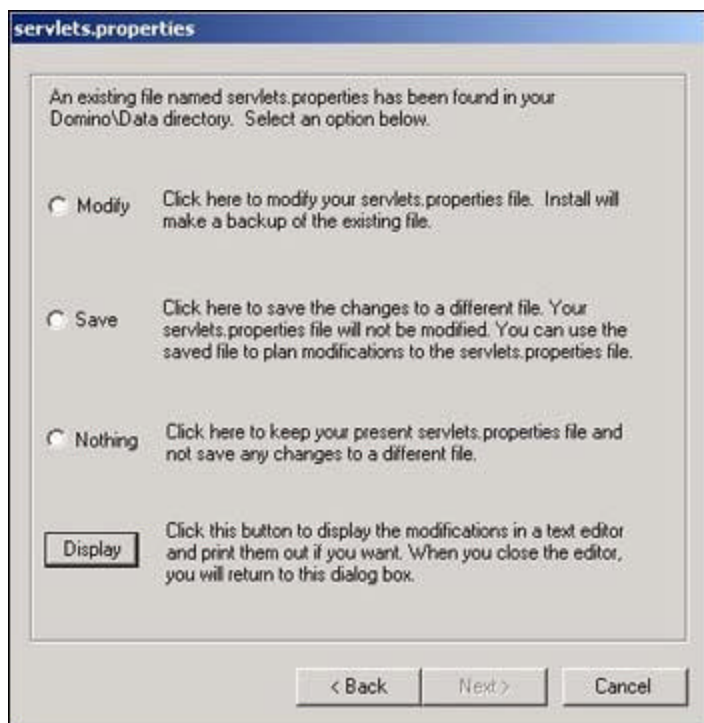 servlets.properties
An existing file named servlets.properties has been found in your
Domino\Data directory.  Select an option below.
Modify
Click here to modify your servlets.properties file.  Install will
make a backup of the existing file.
Save
Click here to save the changes to a different file. Your
servlets.properties file will not be modified. You can use the
saved file to plan modifications to the servlets.properties file.
Nothing
Click here to keep your present servlets.properties file and
not save any changes to a different file.
Display
Click this button to display the modifications in a text editor
and print them out if you want. When you close the editor,
you will return to this dialog box.
< Back
Next >
Cancel